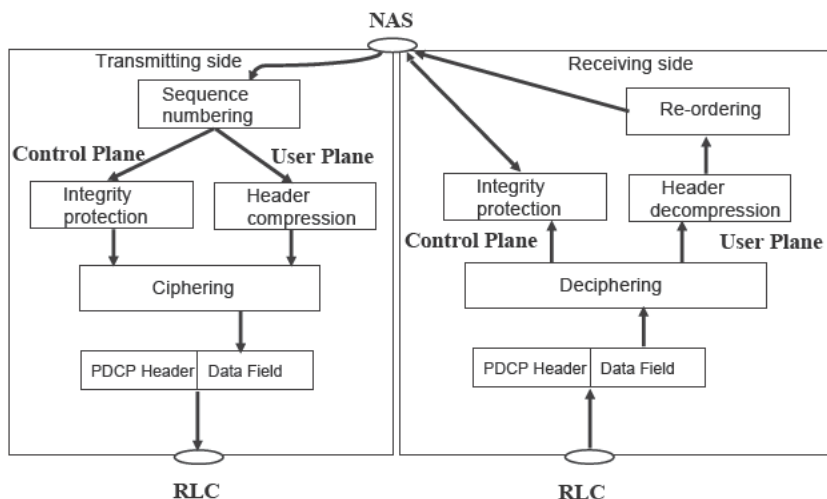 NAS
Transmitting side
Sequence
numbering
Control Plane
User Plane
Integrity
protection
Header
compression
Ciphering
PDCP Header
Data Field
RLC
Receiving side
Re-ordering
Integrity
protection
Header
decompression
Control Plane
User Plane
Deciphering
PDCP Header
Data Field
RLC